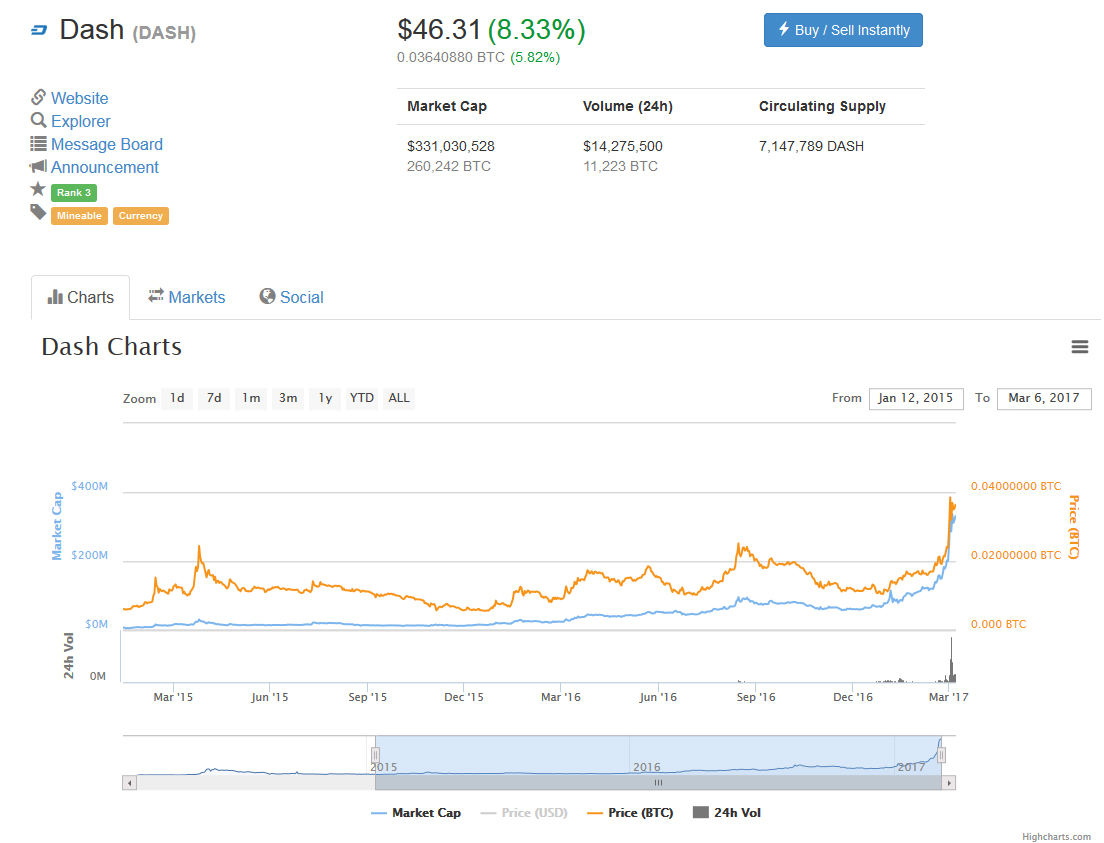 Dash (DASH)
$46.31 (8.33%)
0.03640880 BTC (5.82%)
Buy / Sell Instantly
Website
Explorer
Message Board
Announcement
Rank 3
Mineable Currency
Market Cap Volume (24h) Circulating Supply
$331,030,528 $14,275,500 7,147,789 DASH
260,242 BTC 11,223 BTC
Charts Markets Social
Dash Charts
Zoom 1d 7d 1m 3m 1y YTD ALL
From Jan 12, 2015 To Mar 6, 2017
Market Cap
$400M
$200M
$0M
0.04000000 BTC
0.02000000 BTC
0.000 BTC
Price (BTC)
24h Vol
0M
Mar '15 Jun '15 Sep '15 Dec '15 Mar '16 Jun '16 Sep '16 Dec '16 Mar '17
2015 2016 2017
Market Cap Price (USD) Price (BTC) 24h Vol
Highcharts.com